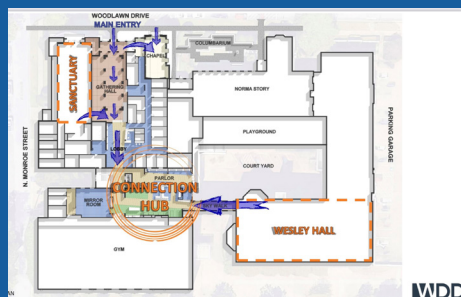 WOODLAWN DRIVE
MAIN ENTRY
COLUMBARIUM
CHAPEL
SANCTUARY
GATHERING
HALL
NORMA STORY
N. MONROE STREET
PLAYGROUND
PARKING GARAGE
LOBBY
COURT YARD
PARLOR
CONNECTION
HUB
MIRROR
ROOM
WESLEY HALL
GYM
WDD